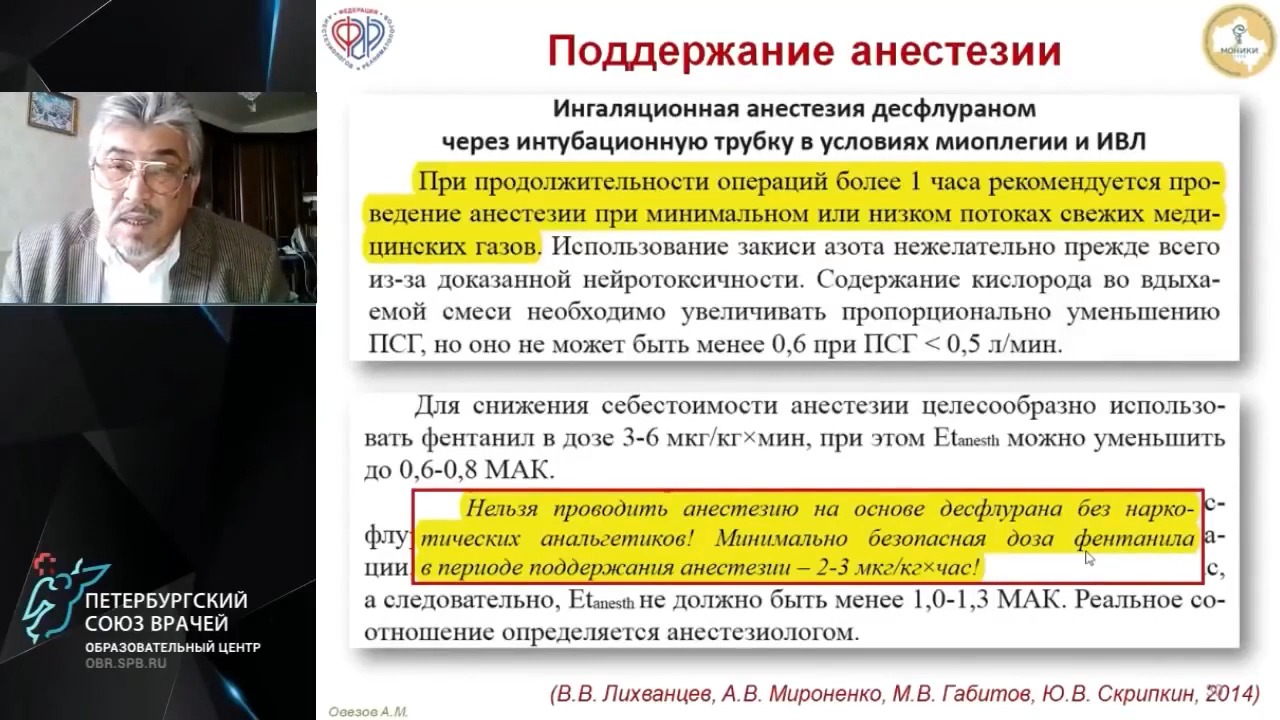 Поддержание анестезии
ФЕДЕРАЦИЯ
АНЕСТЕЗИОЛОГОВ
РЕАНИМАТОЛОГОВ
ФАР
МОНИКИ
Ингаляционная анестезия десфлураном
через интубационную трубку в условиях миоплегии и ИВЛ
При продолжительности операций более 1 часа рекомендуется про-
ведение анестезии при минимальном или низком потоках свежих меди-
цинских газов. Использование закиси азота нежелательно прежде всего
из-за доказанной нейротоксичности. Содержание кислорода во вдыха-
емой смеси необходимо увеличивать пропорционально уменьшению
ПСГ, но оно не может быть менее 0,6 при ПСГ < 0,5 л/мин.
Для снижения себестоимости анестезии целесообразно использо-
вать фентанил в дозе 3-6 мкг/кг×мин, при этом Etanesth можно уменьшить
до 0,6-0,8 МАК.
Нельзя проводить анестезию на основе десфлурана без нарко-
тических анальгетиков! Минимально безопасная доза фентанила
в периоде поддержания анестезии – 2-3 мкг/кг×час!
а следовательно, Etanesth не должно быть менее 1,0-1,3 МАК. Реальное со-
отношение определяется анестезиологом.
(В.В. Лихванцев, А.В. Мироненко, М.В. Габитов, Ю.В. Скрипкин, 2014)
Овезов А.М.
ПЕТЕРБУРГСКИЙ
СОЮЗ ВРАЧЕЙ
ОБРАЗОВАТЕЛЬНЫЙ ЦЕНТР
OBR.SPB.RU